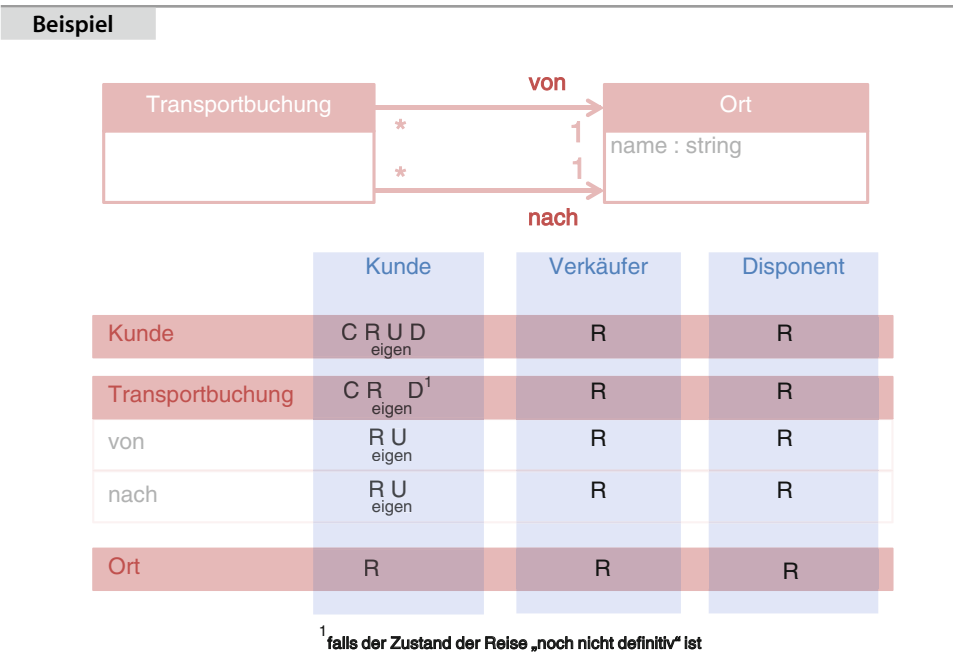 Beispiel
von
Transportbuchung Ort
* 1
name : string
* 1
nach
Kunde Verkäufer Disponent
Kunde C R U D R R
eigen
Transportbuchung C R D¹ R R
eigen
von R U R R
eigen
nach R U R R
eigen
Ort R R R
¹falls der Zustand der Reise „noch nicht definitiv“ ist